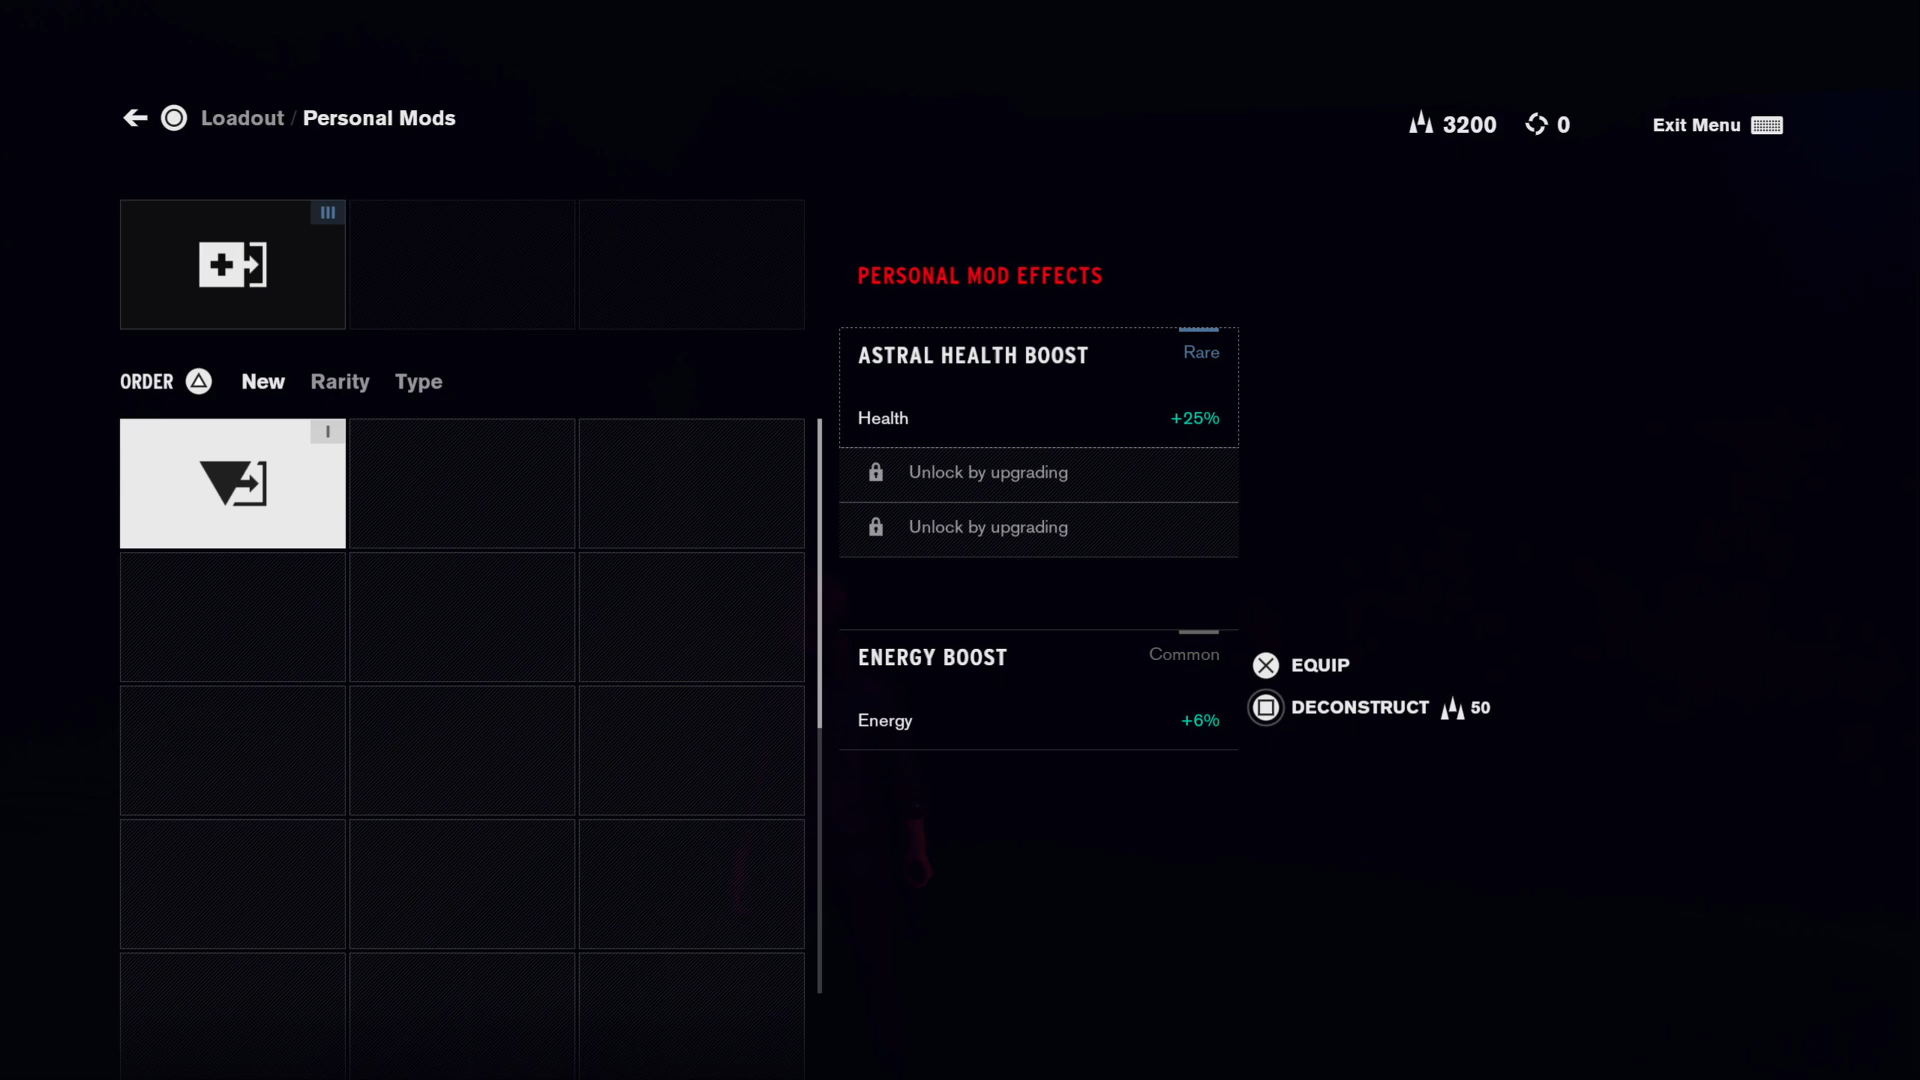 Loadout / Personal Mods
3200
0
Exit Menu
III
PERSONAL MOD EFFECTS
ASTRAL HEALTH BOOST
Rare
Health
+25%
ORDER New Rarity Type
I
Unlock by upgrading
Unlock by upgrading
ENERGY BOOST
Common
Energy
+6%
EQUIP
DECONSTRUCT 50